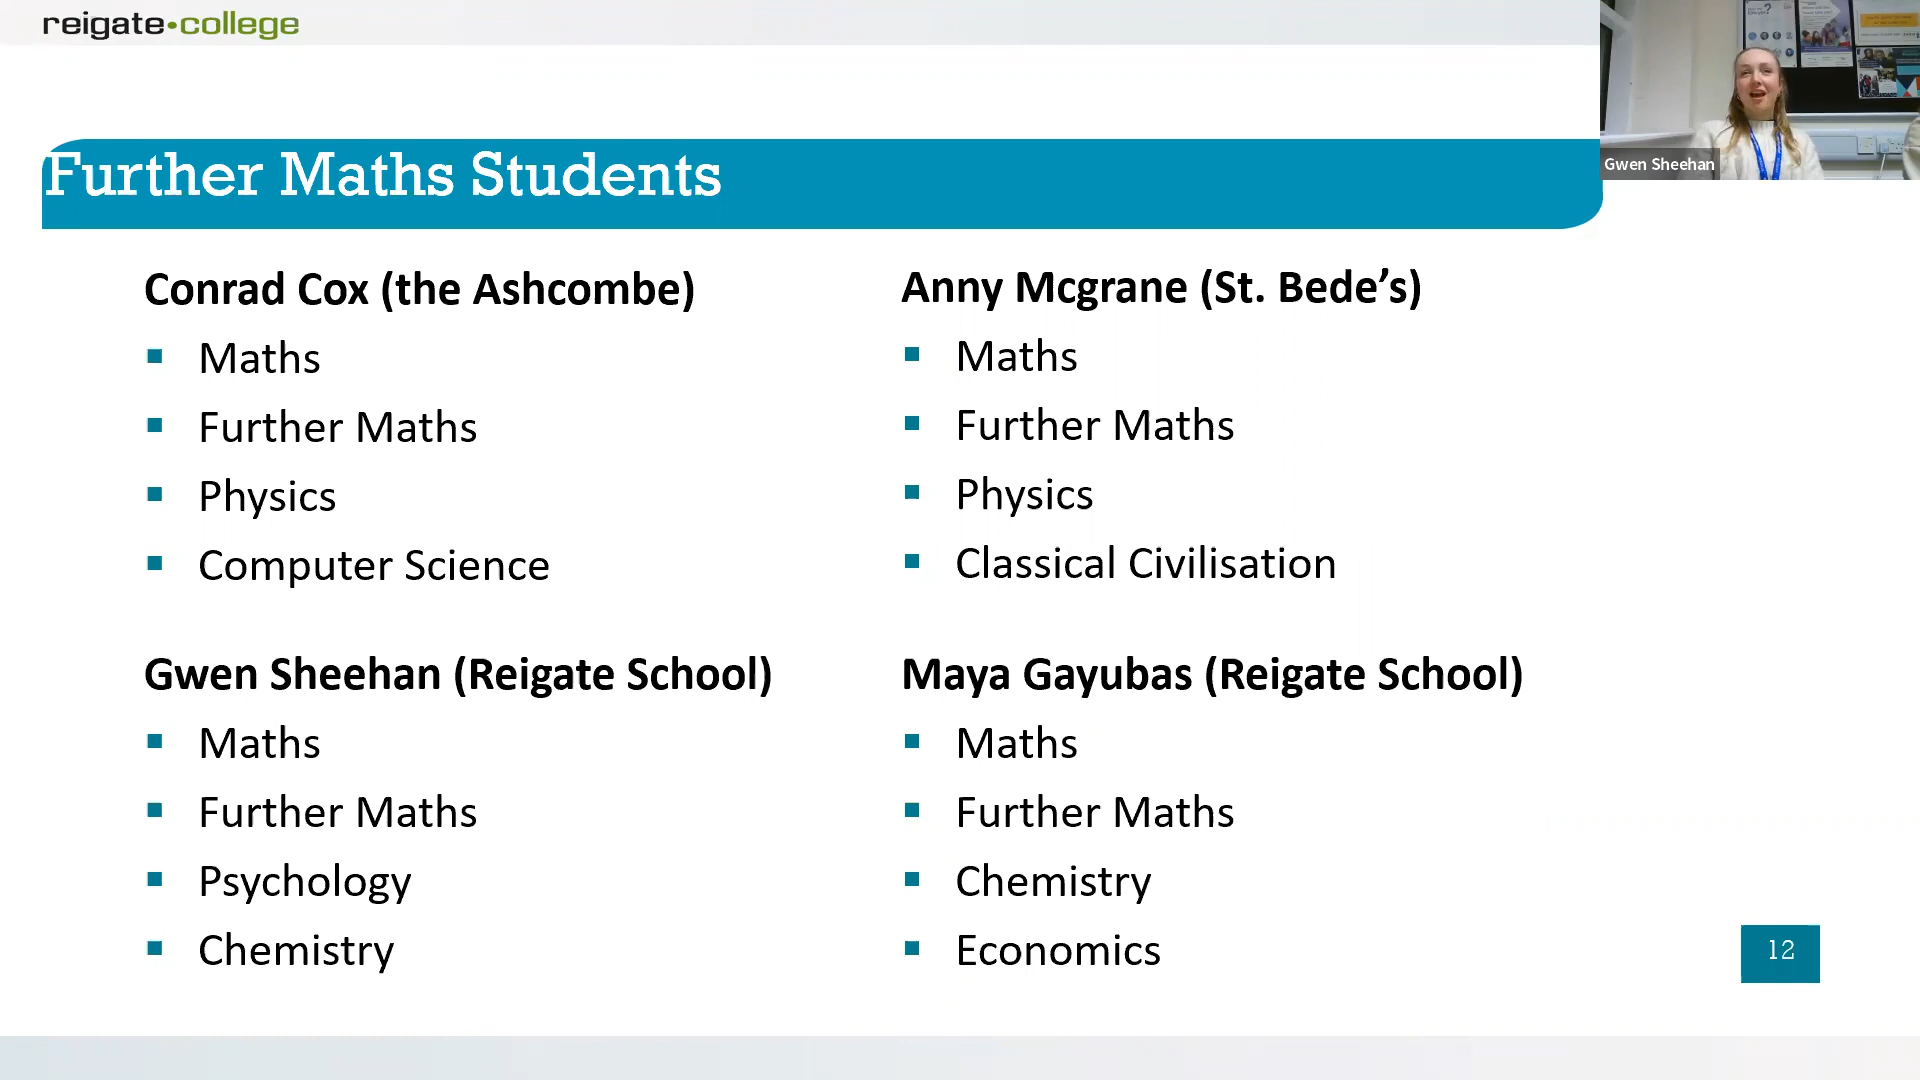 reigate•college
Further Maths Students
Gwen Sheehan
Conrad Cox (the Ashcombe)
Maths
Further Maths
Physics
Computer Science
Anny Mcgrane (St. Bede’s)
Maths
Further Maths
Physics
Classical Civilisation
Gwen Sheehan (Reigate School)
Maths
Further Maths
Psychology
Chemistry
Maya Gayubas (Reigate School)
Maths
Further Maths
Chemistry
Economics
12